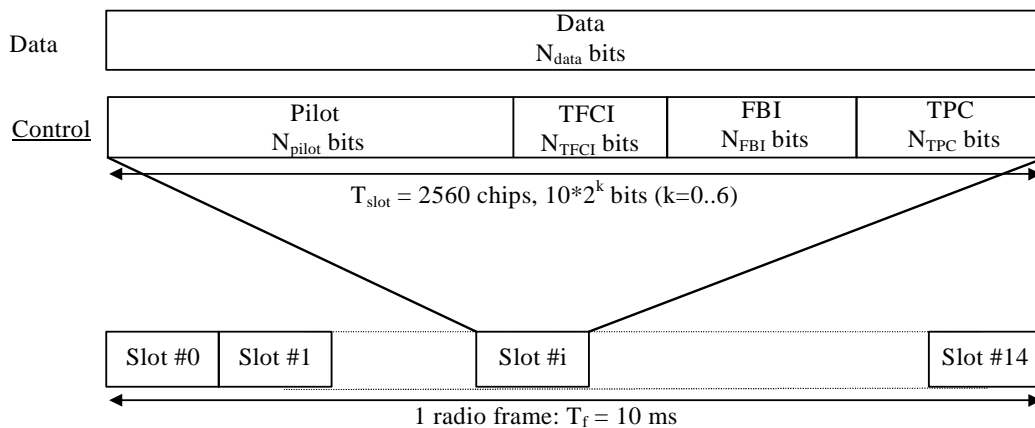 Data
Data
N_data bits
Control
Pilot
N_pilot bits
TFCI
N_TFCI bits
FBI
N_FBI bits
TPC
N_TPC bits
T_slot = 2560 chips, 10*2^k bits (k=0..6)
Slot #0
Slot #1
Slot #i
Slot #14
1 radio frame: T_f = 10 ms